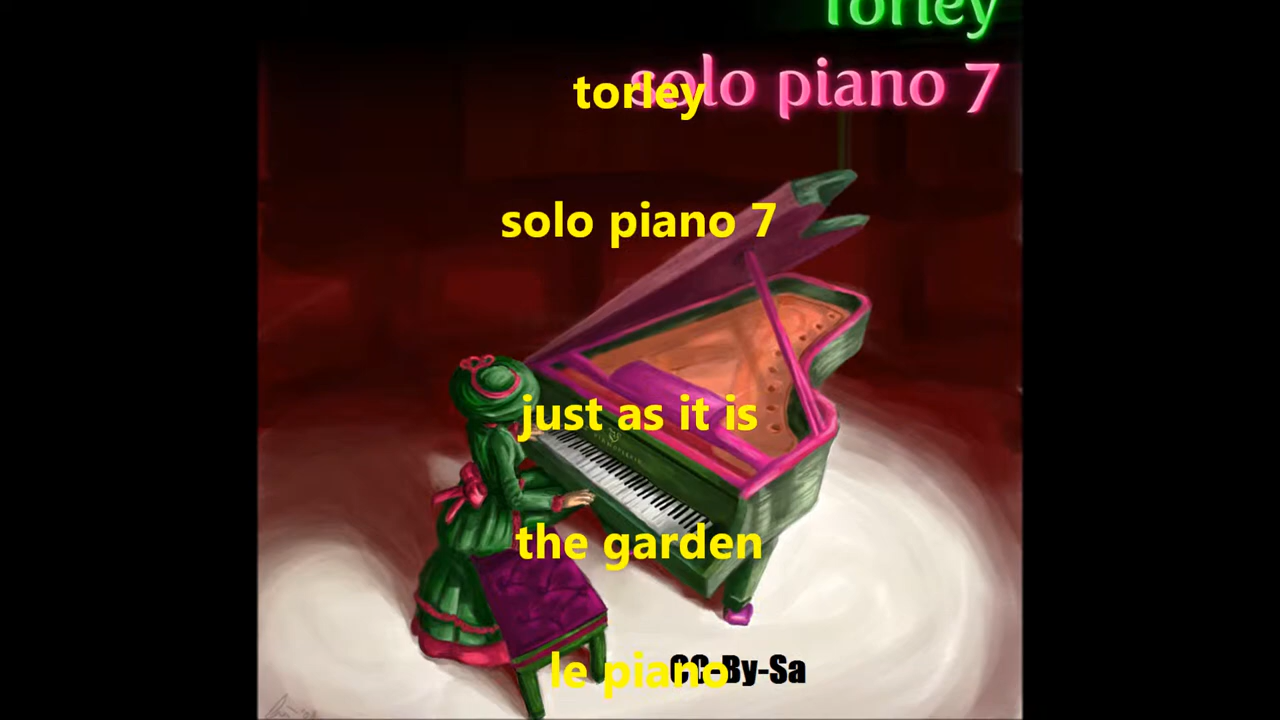 Torley
solo piano 7
torley
solo piano 7
just as it is
the garden
le piano
CC-By-Sa